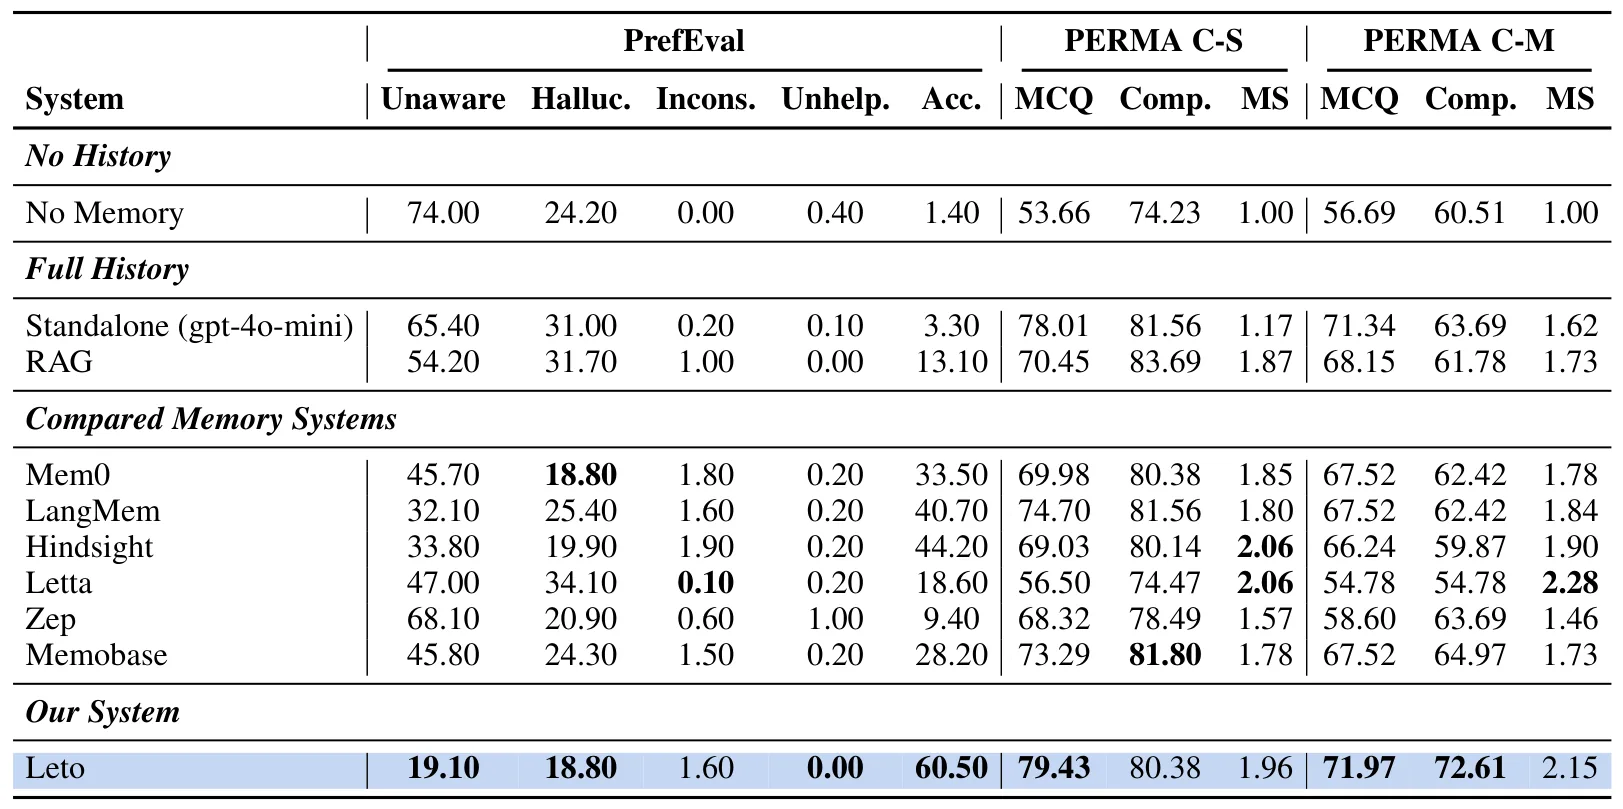 PrefEval PERMA C-S PERMA C-M
System Unaware Halluc. Incons. Unhelp. Acc. MCQ Comp. MS MCQ Comp. MS
No History
No Memory 74.00 24.20 0.00 0.40 1.40 53.66 74.23 1.00 56.69 60.51 1.00
Full History
Standalone (gpt-4o-mini) 65.40 31.00 0.20 0.10 3.30 78.01 81.56 1.17 71.34 63.69 1.62
RAG 54.20 31.70 1.00 0.00 13.10 70.45 83.69 1.87 68.15 61.78 1.73
Compared Memory Systems
Mem0 45.70 18.80 1.80 0.20 33.50 69.98 80.38 1.85 67.52 62.42 1.78
LangMem 32.10 25.40 1.60 0.20 40.70 74.70 81.56 1.80 67.52 62.42 1.84
Hindsight 33.80 19.90 1.90 0.20 44.20 69.03 80.14 2.06 66.24 59.87 1.90
Letta 47.00 34.10 0.10 0.20 18.60 56.50 74.47 2.06 54.78 54.78 2.28
Zep 68.10 20.90 0.60 1.00 9.40 68.32 78.49 1.57 58.60 63.69 1.46
Memobase 45.80 24.30 1.50 0.20 28.20 73.29 81.80 1.78 67.52 64.97 1.73
Our System
Leto 19.10 18.80 1.60 0.00 60.50 79.43 80.38 1.96 71.97 72.61 2.15